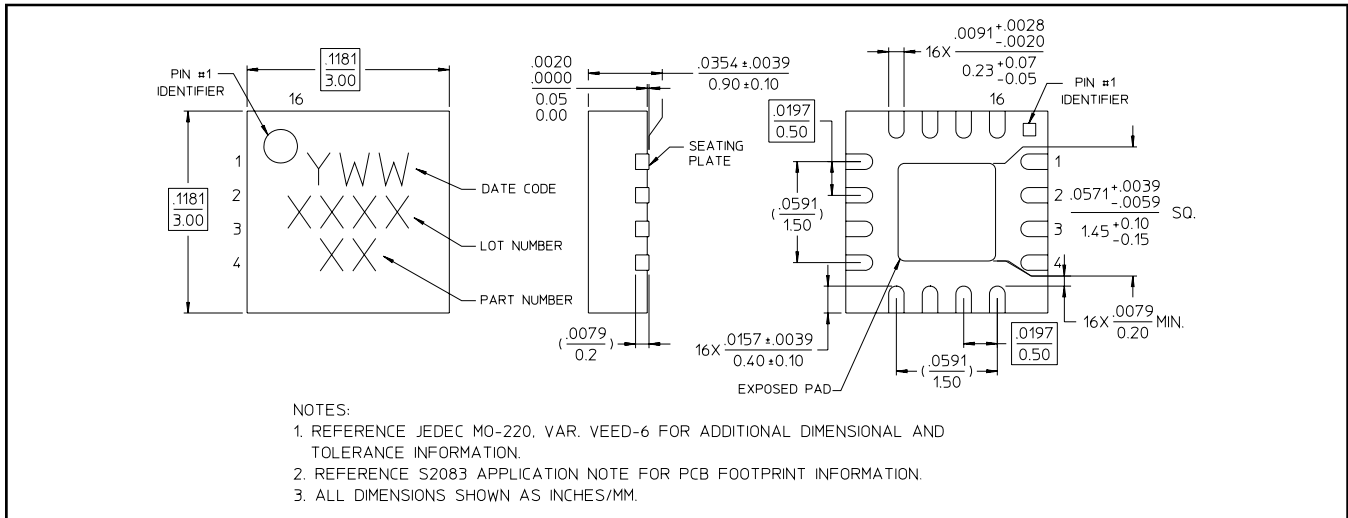 .1181
3.00
PIN #1
IDENTIFIER
16
1
2
3
4
.1181
3.00
YWW
XXXX
XX
DATE CODE
LOT NUMBER
PART NUMBER
.0020
.0000
0.05
0.00
.0354 ±.0039
0.90 ±0.10
SEATING
PLATE
(.0079
0.2)
16X .0091 +.0028
-.0020
0.23 +0.07
-0.05
16
PIN #1
IDENTIFIER
.0197
0.50
(.0591
1.50)
1
2
3
4
.0571 +.0039
-.0059
1.45 +0.10
-0.15
SQ.
16X .0079
0.20 MIN.
16X .0157 ±.0039
0.40 ±0.10
.0197
0.50
(.0591
1.50)
EXPOSED PAD
NOTES:
1. REFERENCE JEDEC MO-220, VAR. VEED-6 FOR ADDITIONAL DIMENSIONAL AND
TOLERANCE INFORMATION.
2. REFERENCE S2083 APPLICATION NOTE FOR PCB FOOTPRINT INFORMATION.
3. ALL DIMENSIONS SHOWN AS INCHES/MM.